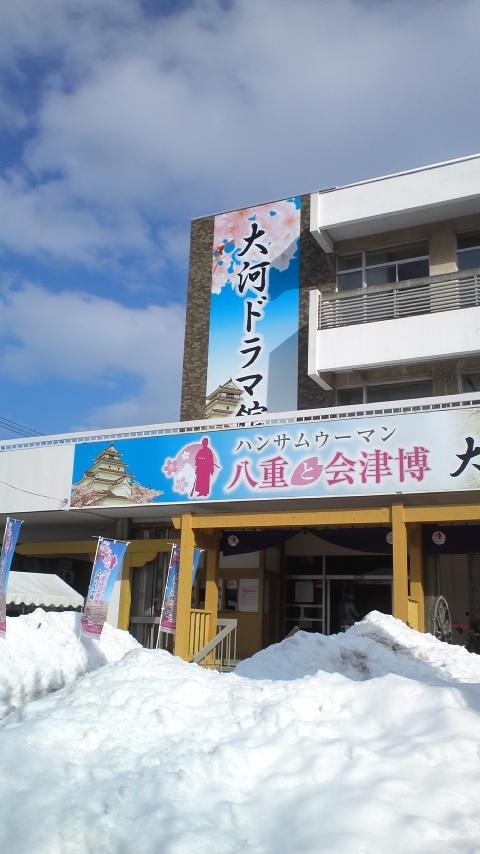 大河ドラマ館
ハンサムウーマン
八重と会津博
大